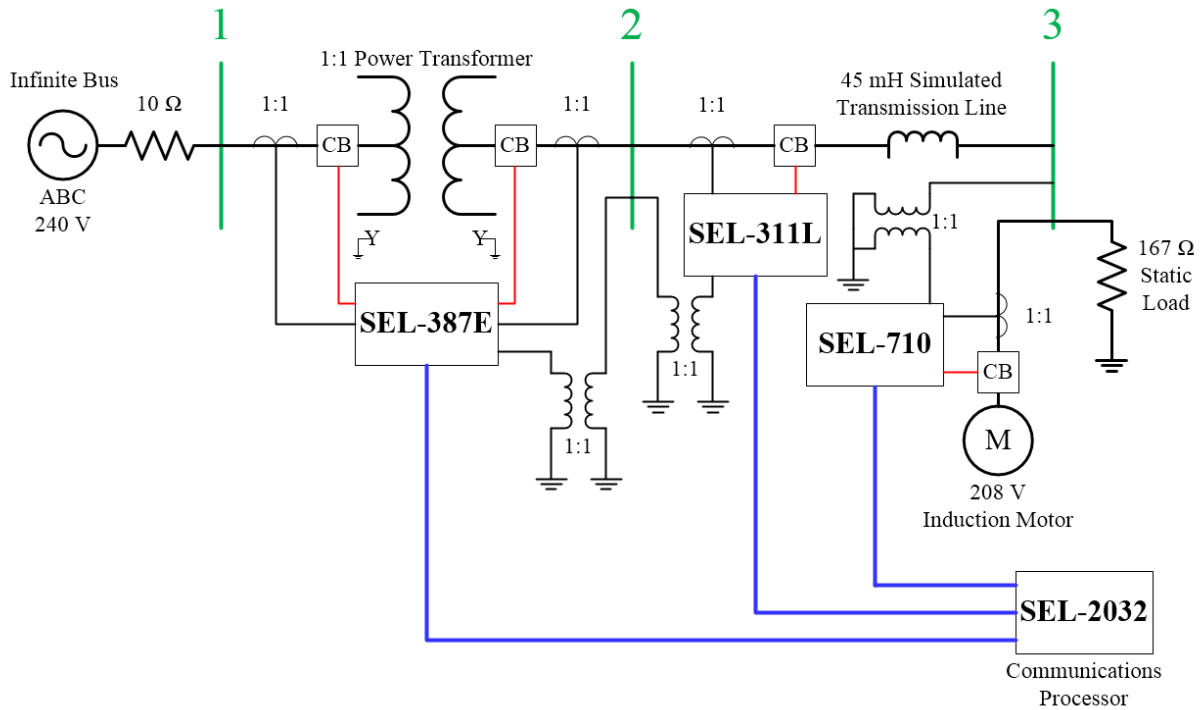 1
2
3
Infinite Bus
10 Ω
1:1
1:1 Power Transformer
1:1
1:1
45 mH Simulated
Transmission Line
CB
CB
CB
ABC
240 V
Y
Y
SEL-387E
1:1
SEL-311L
1:1
1:1
SEL-710
1:1
CB
167 Ω
Static
Load
M
208 V
Induction Motor
SEL-2032
Communications
Processor